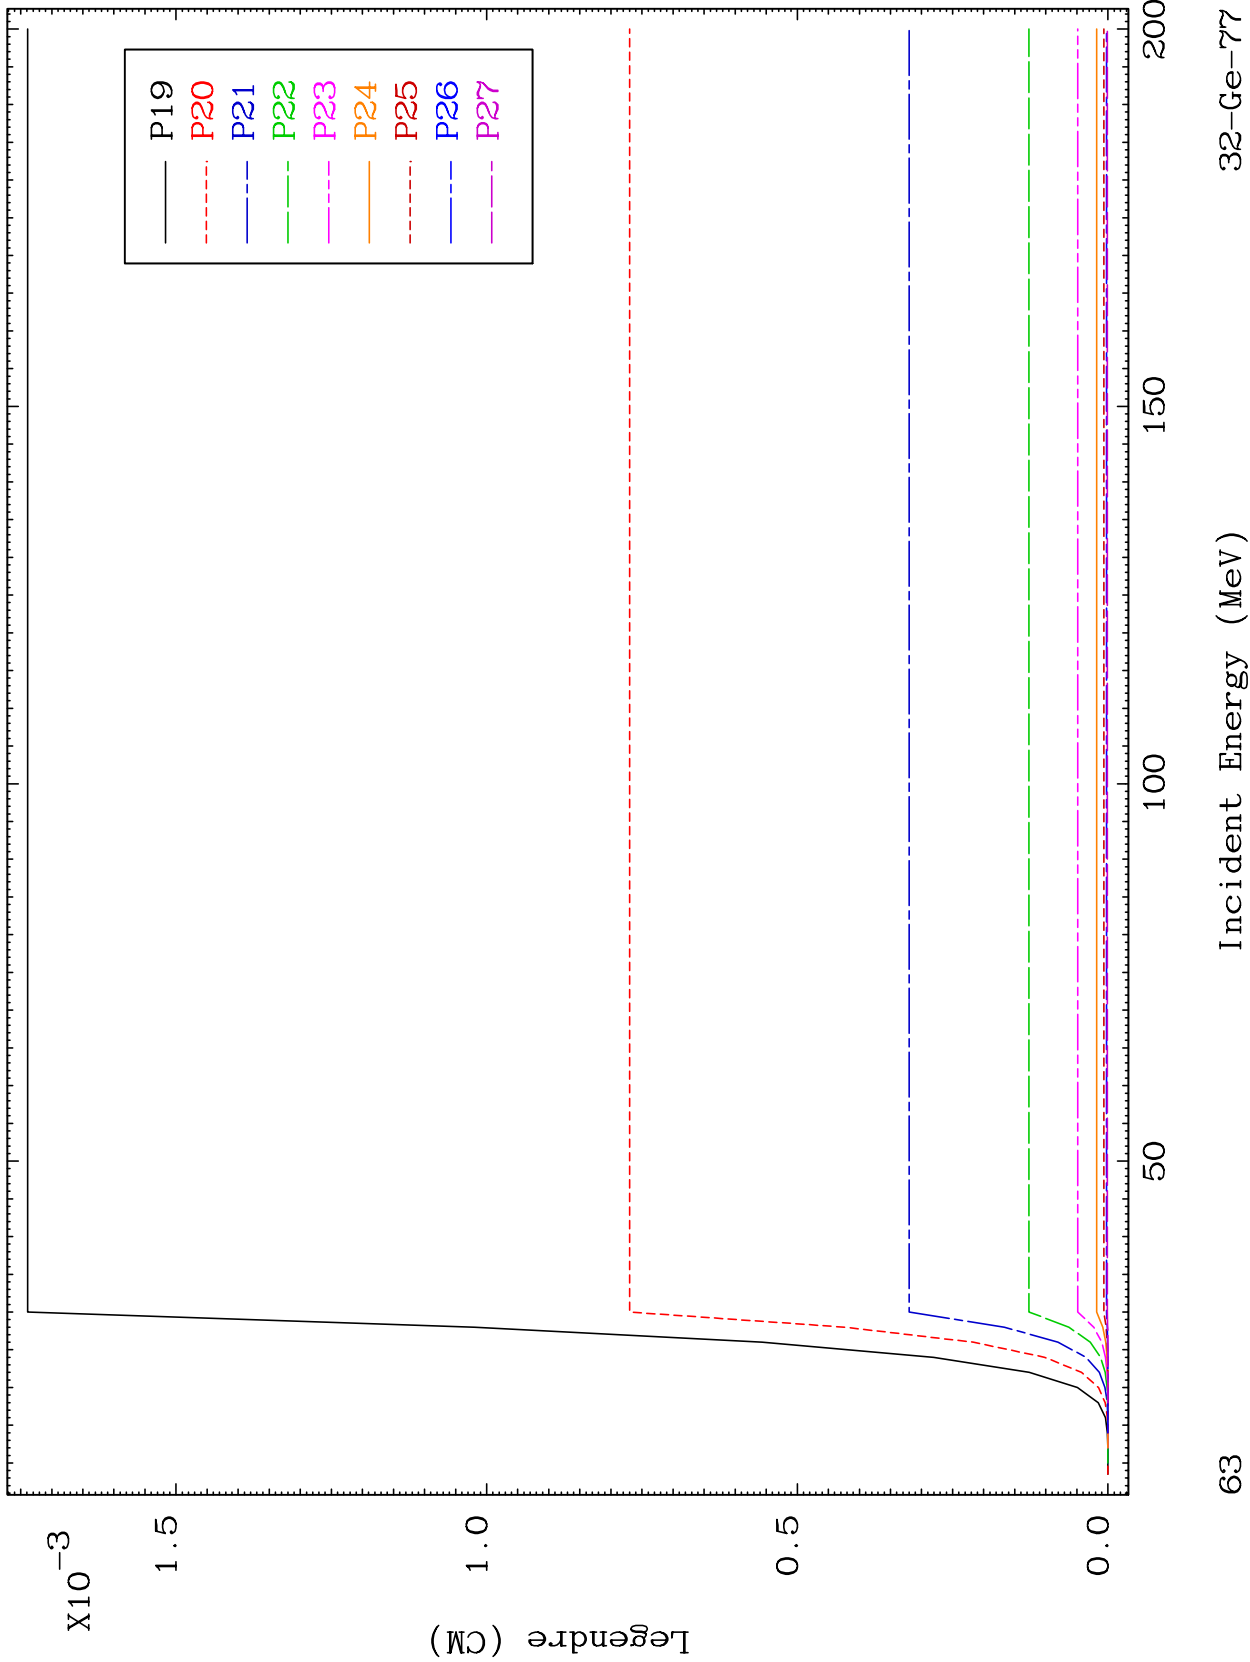 X10-3
Legendre (CM)
1.5
1.0
0.5
0.0
P19
P20
P21
P22
P23
P24
P25
P26
P27
50
100
150
200
Incident Energy (MeV)
63
32-Ge-77